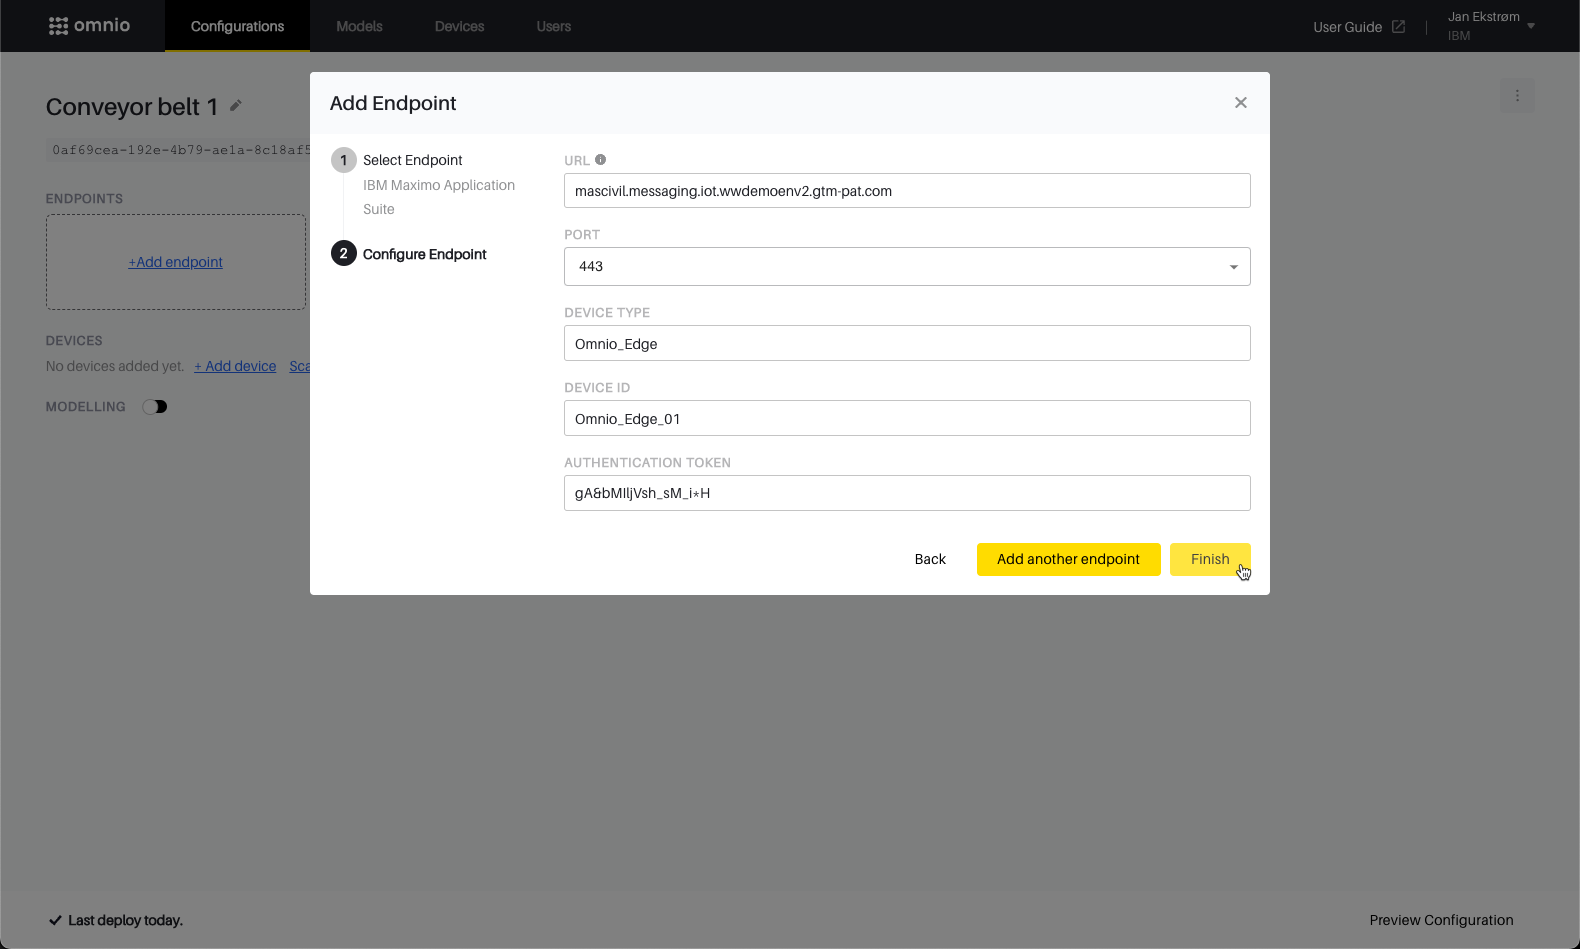 omnio
Configurations
Models
Devices
Users
User Guide
Jan Ekstrøm
IBM
Conveyor belt 1
0af69cea-192e-4b79-ae1a-8c18af5
ENDPOINTS
+Add endpoint
DEVICES
No devices added yet. + Add device Sca
MODELLING
Add Endpoint
1 Select Endpoint
IBM Maximo Application
Suite
2 Configure Endpoint
URL
mascivil.messaging.iot.wwdemoenv2.gtm-pat.com
PORT
443
DEVICE TYPE
Omnio_Edge
DEVICE ID
Omnio_Edge_01
AUTHENTICATION TOKEN
gA&bMIljVsh_sM_i*H
Back
Add another endpoint
Finish
Last deploy today.
Preview Configuration